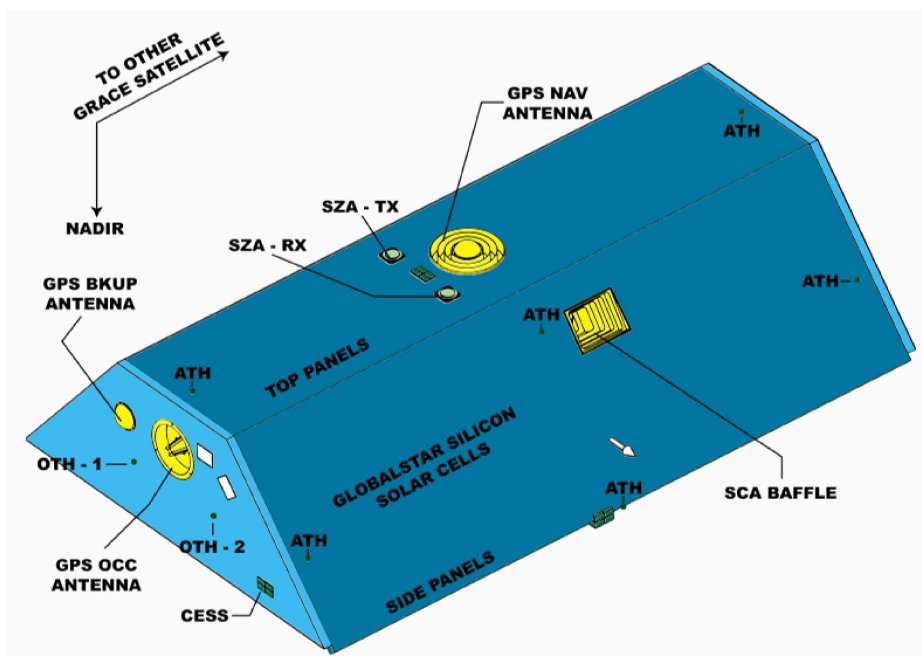 TO OTHER
GRACE SATELLITE
NADIR
GPS NAV
ANTENNA
ATH
SZA - TX
SZA - RX
GPS BKUP
ANTENNA
ATH
ATH
ATH
TOP PANELS
OTH - 1
GLOBALSTAR SILICON
SOLAR CELLS
SCA BAFFLE
ATH
ATH
OTH - 2
GPS OCC
ANTENNA
SIDE PANELS
CESS